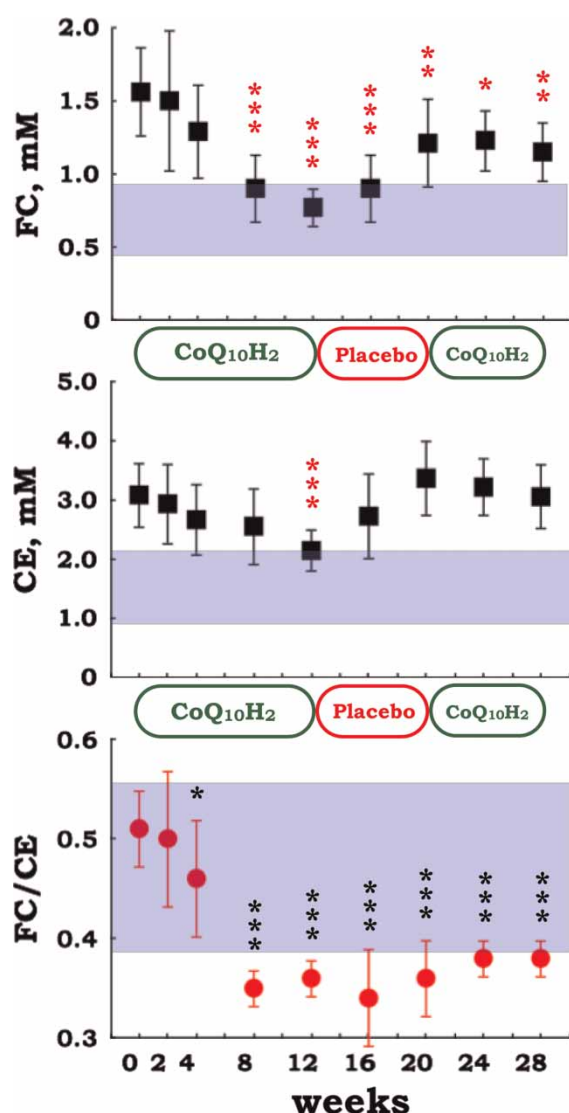 2.0
1.5
1.0
0.5
0
FC, mM
*** *** *** ** * **
CoQ10H2 Placebo CoQ10H2
5.0
4.0
3.0
2.0
1.0
0
CE, mM
***
CoQ10H2 Placebo CoQ10H2
0.6
0.5
0.4
0.3
FC/CE
* *** *** *** *** *** ***
0 2 4 8 12 16 20 24 28
weeks